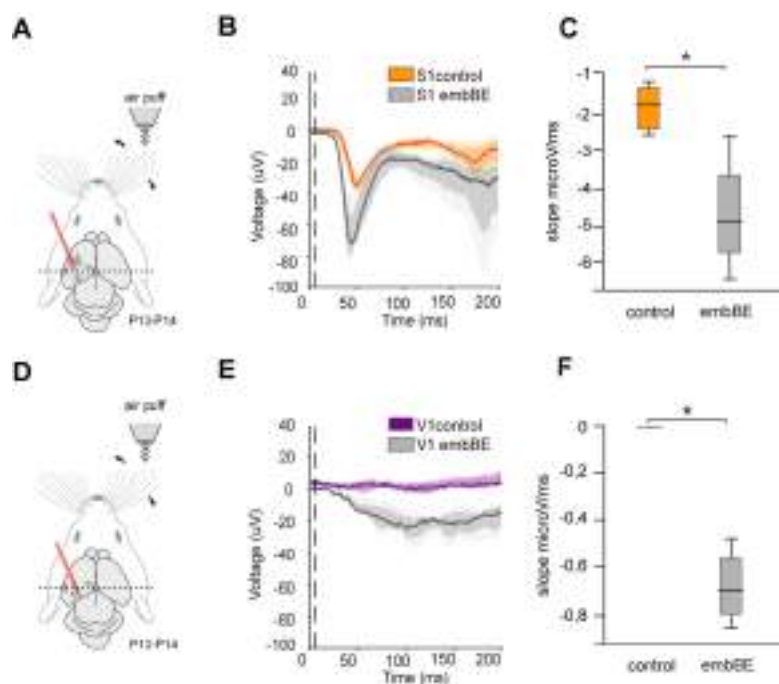 A
air puff
P13-P14
B
S1control
S1 embBE
40
20
0
-20
-40
-60
-80
-100
Voltage (uV)
0 50 100 150 200
Time (ms)
C
*
-1
-2
-3
-4
-5
-6
slope microV/ms
control embBE
D
air puff
P13-P14
E
V1control
V1 embBE
40
20
0
-20
-40
-60
-80
-100
Voltage (uV)
0 50 100 150 200
Time (ms)
F
*
0
-0,2
-0,4
-0,6
-0,8
slope microV/ms
control embBE